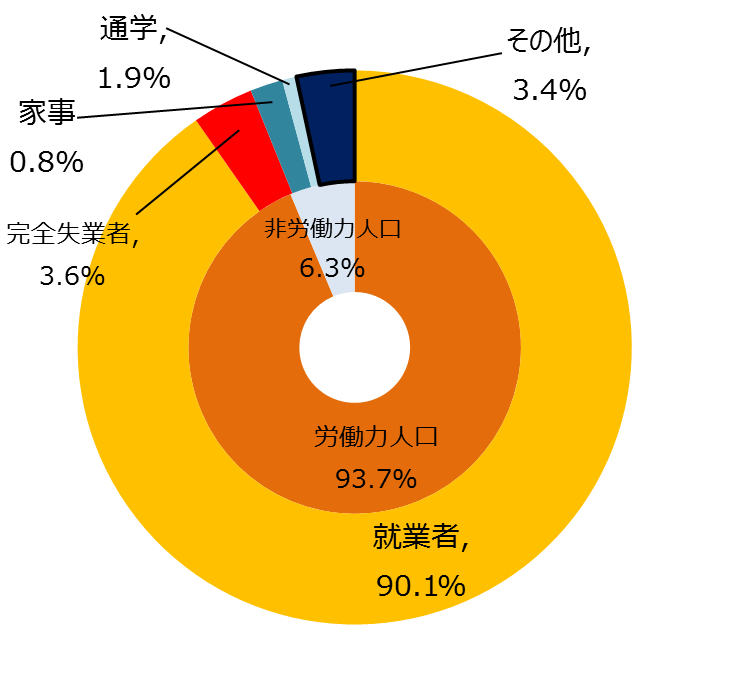 通学,
1.9%
その他,
3.4%
家事
0.8%
完全失業者,
3.6%
非労働力人口
6.3%
労働力人口
93.7%
就業者,
90.1%